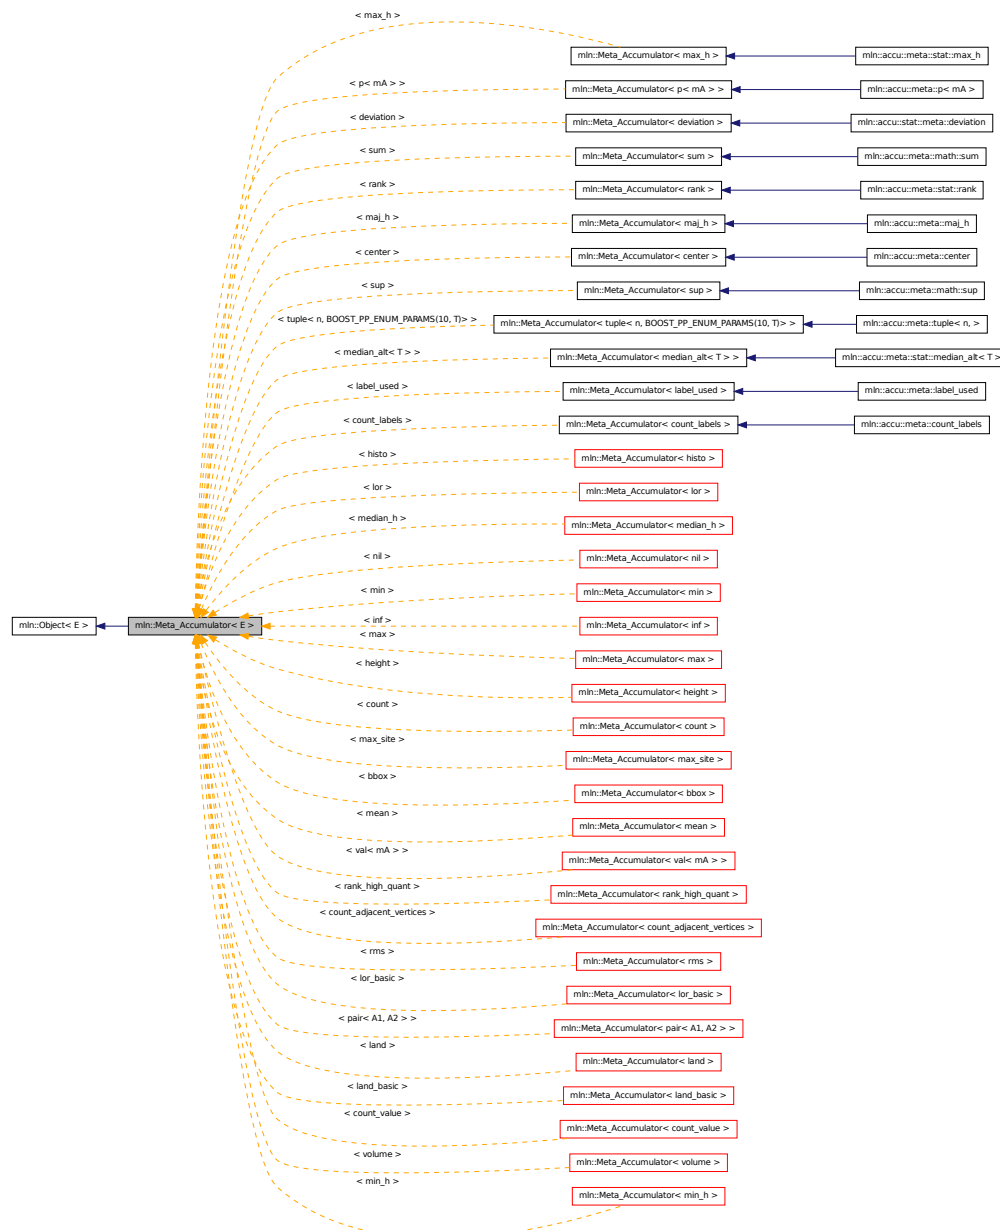 < max_h >
mln::Meta_Accumulator< max_h >
mln::accu::meta::stat::max_h
< p< mA > >
mln::Meta_Accumulator< p< mA > >
mln::accu::meta::p< mA >
< deviation >
mln::Meta_Accumulator< deviation >
mln::accu::stat::meta::deviation
< sum >
mln::Meta_Accumulator< sum >
mln::accu::meta::math::sum
< rank >
mln::Meta_Accumulator< rank >
mln::accu::meta::stat::rank
< maj_h >
mln::Meta_Accumulator< maj_h >
mln::accu::meta::maj_h
< center >
mln::Meta_Accumulator< center >
mln::accu::meta::center
< sup >
mln::Meta_Accumulator< sup >
mln::accu::meta::math::sup
< tuple< n, BOOST_PP_ENUM_PARAMS(10, T)> >
mln::Meta_Accumulator< tuple< n, BOOST_PP_ENUM_PARAMS(10, T)> >
mln::accu::meta::tuple< n, >
< median_alt< T > >
mln::Meta_Accumulator< median_alt< T > >
mln::accu::meta::stat::median_alt< T >
< label_used >
mln::Meta_Accumulator< label_used >
mln::accu::meta::label_used
< count_labels >
mln::Meta_Accumulator< count_labels >
mln::accu::meta::count_labels
< histo >
mln::Meta_Accumulator< histo >
< lor >
mln::Meta_Accumulator< lor >
< median_h >
mln::Meta_Accumulator< median_h >
< nil >
mln::Meta_Accumulator< nil >
< min >
mln::Meta_Accumulator< min >
mln::Object< E >
mln::Meta_Accumulator< E >
< inf >
mln::Meta_Accumulator< inf >
< max >
mln::Meta_Accumulator< max >
< height >
mln::Meta_Accumulator< height >
< count >
mln::Meta_Accumulator< count >
< max_site >
mln::Meta_Accumulator< max_site >
< bbox >
mln::Meta_Accumulator< bbox >
< mean >
mln::Meta_Accumulator< mean >
< val< mA > >
mln::Meta_Accumulator< val< mA > >
< rank_high_quant >
mln::Meta_Accumulator< rank_high_quant >
< count_adjacent_vertices >
mln::Meta_Accumulator< count_adjacent_vertices >
< rms >
mln::Meta_Accumulator< rms >
< lor_basic >
mln::Meta_Accumulator< lor_basic >
< pair< A1, A2 > >
mln::Meta_Accumulator< pair< A1, A2 > >
< land >
mln::Meta_Accumulator< land >
< land_basic >
mln::Meta_Accumulator< land_basic >
< count_value >
mln::Meta_Accumulator< count_value >
< volume >
mln::Meta_Accumulator< volume >
< min_h >
mln::Meta_Accumulator< min_h >